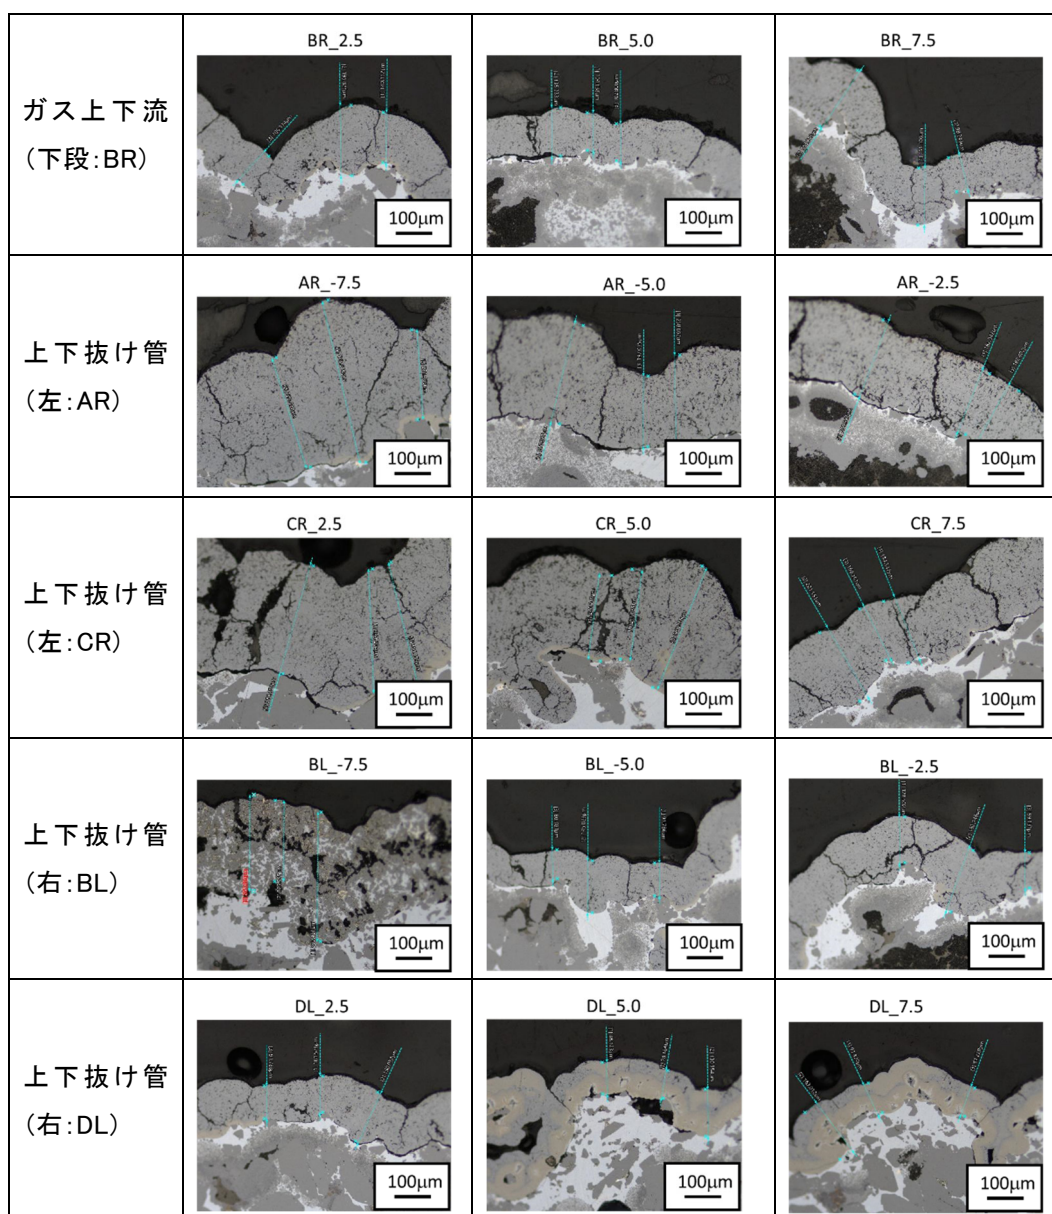 BR_2.5
BR_5.0
BR_7.5
ガス上下流
(下段:BR)
100μm
100μm
100μm
AR_-7.5
AR_-5.0
AR_-2.5
上下抜け管
(左:AR)
100μm
100μm
100μm
CR_2.5
CR_5.0
CR_7.5
上下抜け管
(左:CR)
100μm
100μm
100μm
BL_-7.5
BL_-5.0
BL_-2.5
上下抜け管
(右:BL)
100μm
100μm
100μm
DL_2.5
DL_5.0
DL_7.5
上下抜け管
(右:DL)
100μm
100μm
100μm